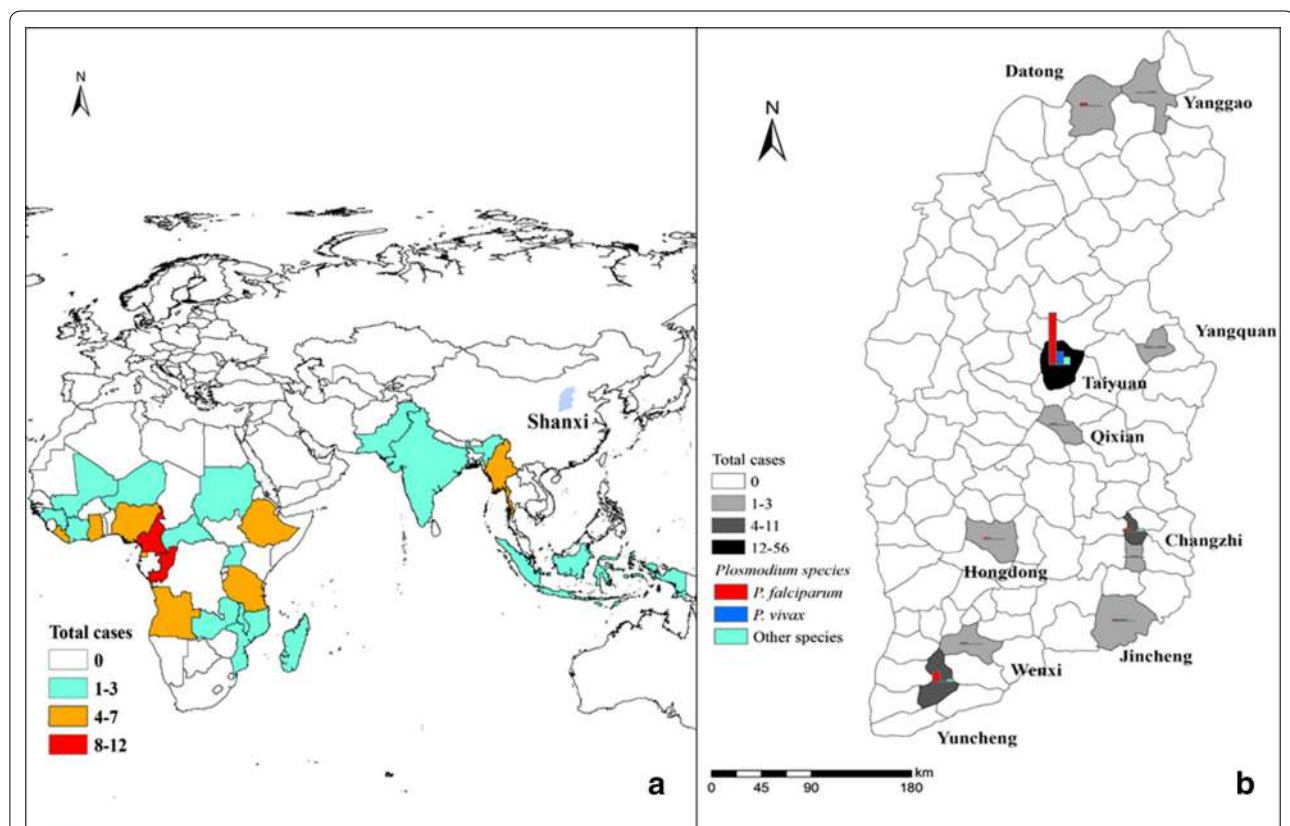 N
Shanxi
Total cases
0
1-3
4-7
8-12
a
N
Datong
Yanggao
Yangquan
Taiyuan
Qixian
Changzhi
Hongdong
Jincheng
Wenxi
Yuncheng
Total cases
0
1-3
4-11
12-56
Plosmodium species
P. falciparum
P. vivax
Other species
km
0 45 90 180
b